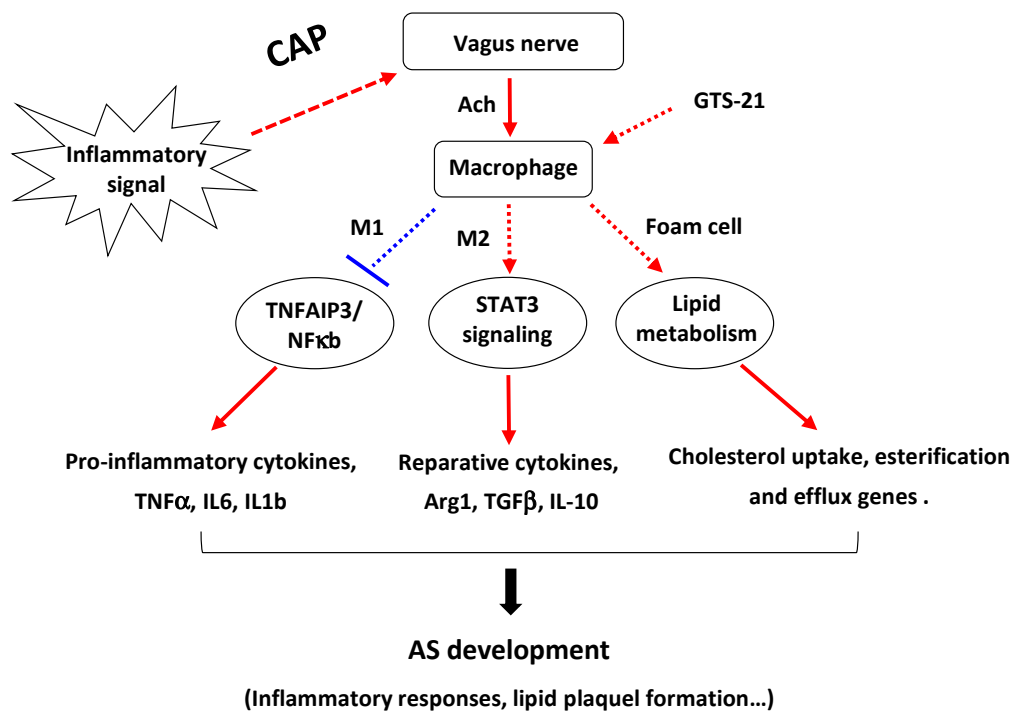 CAP
Vagus nerve
Ach
GTS-21
Inflammatory
signal
Macrophage
M1
M2
Foam cell
TNFAIP3/
NFκb
STAT3
signaling
Lipid
metabolism
Pro-inflammatory cytokines,
TNFα, IL6, IL1b
Reparative cytokines,
Arg1, TGFβ, IL-10
Cholesterol uptake, esterification
and efflux genes .
AS development
(Inflammatory responses, lipid plaquel formation...)